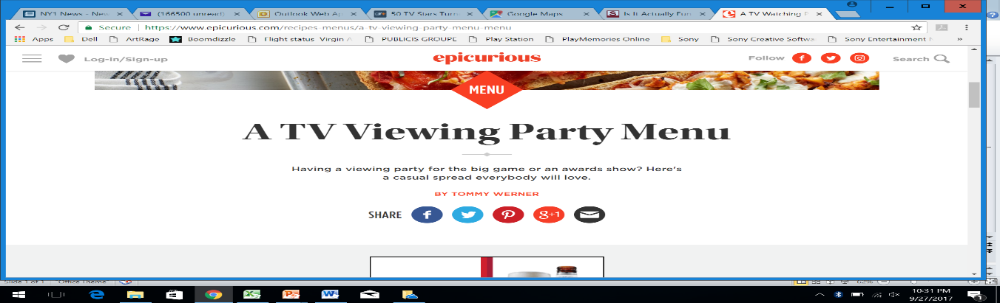 NY1 News - New
(166500 unread)
Outlook Web Ap
50 TV Stars Turn
Google Maps
Is It Actually Fun
A TV Watching P
Secure | https://www.epicurious.com/recipes-menus/a-tv-viewing-party-menu-menu
Apps Dell ArtRage Boomdizzle Flight status Virgin A PUBLICIS GROUPE Play Station PlayMemories Online Sony Sony Creative Softwa Sony Entertainment N »
Log-In/Sign-up epicurious Follow Search
MENU
A TV Viewing Party Menu
Having a viewing party for the big game or an awards show? Here's
a casual spread everybody will love.
BY TOMMY WERNER
SHARE f g+1
Slide 1 of 1 "Office Theme" 62%
10:31 PM
9/27/2017